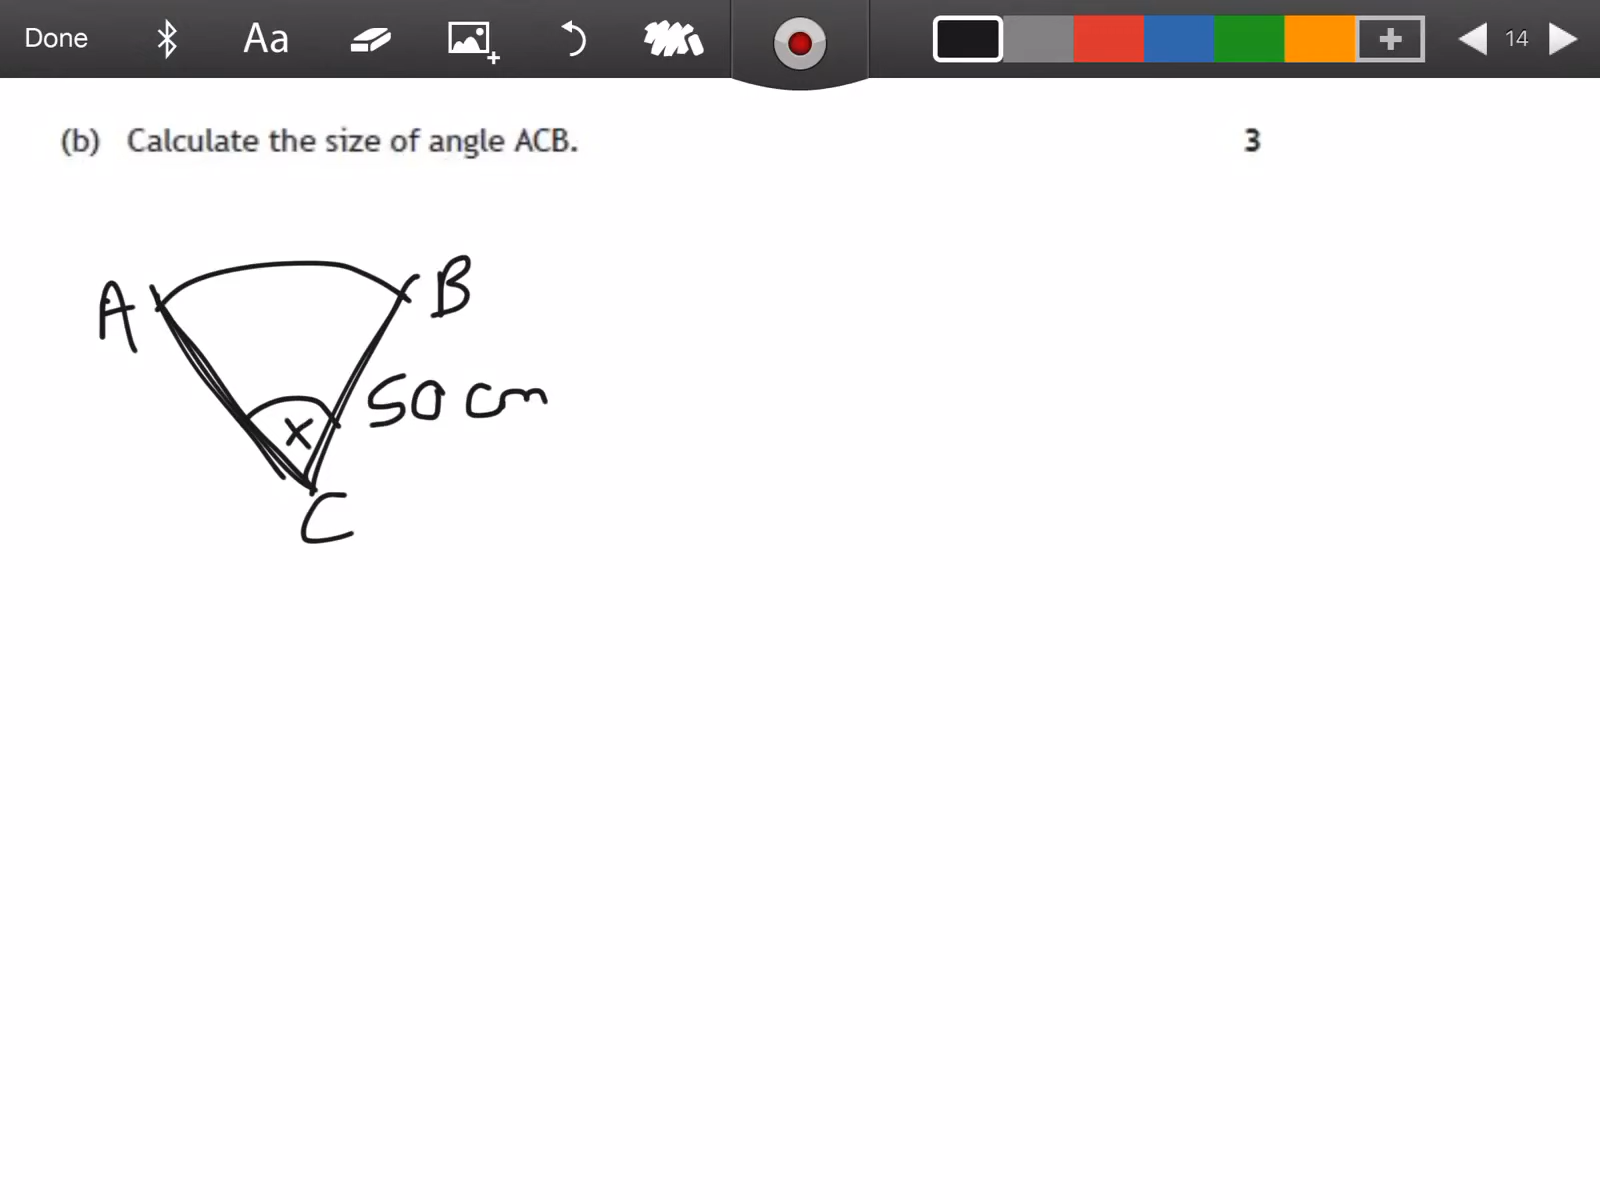 Done Aa 14
(b) Calculate the size of angle ACB. 3
A B
50 cm
x
C